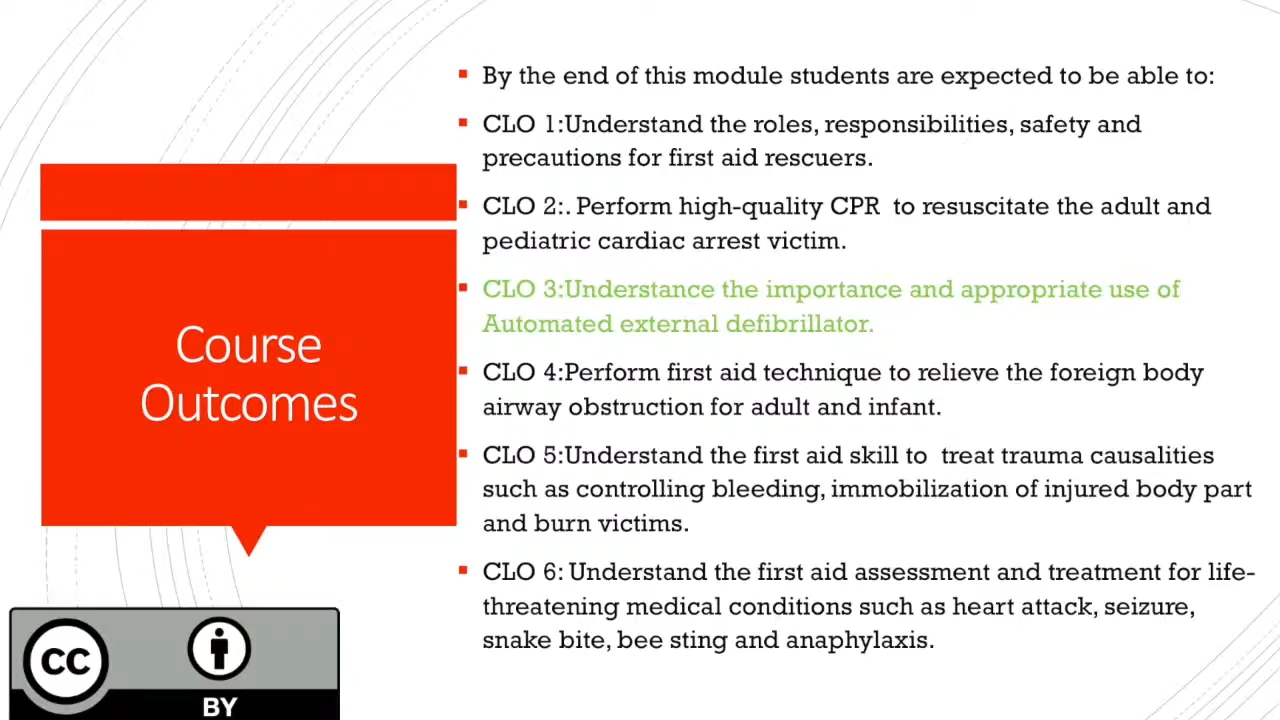 Course
Outcomes
By the end of this module students are expected to be able to:
CLO 1:Understand the roles, responsibilities, safety and
precautions for first aid rescuers.
CLO 2:. Perform high-quality CPR to resuscitate the adult and
pediatric cardiac arrest victim.
CLO 3:Understance the importance and appropriate use of
Automated external defibrillator.
CLO 4:Perform first aid technique to relieve the foreign body
airway obstruction for adult and infant.
CLO 5:Understand the first aid skill to treat trauma causalities
such as controlling bleeding, immobilization of injured body part
and burn victims.
CLO 6: Understand the first aid assessment and treatment for life-
threatening medical conditions such as heart attack, seizure,
snake bite, bee sting and anaphylaxis.
CC
BY